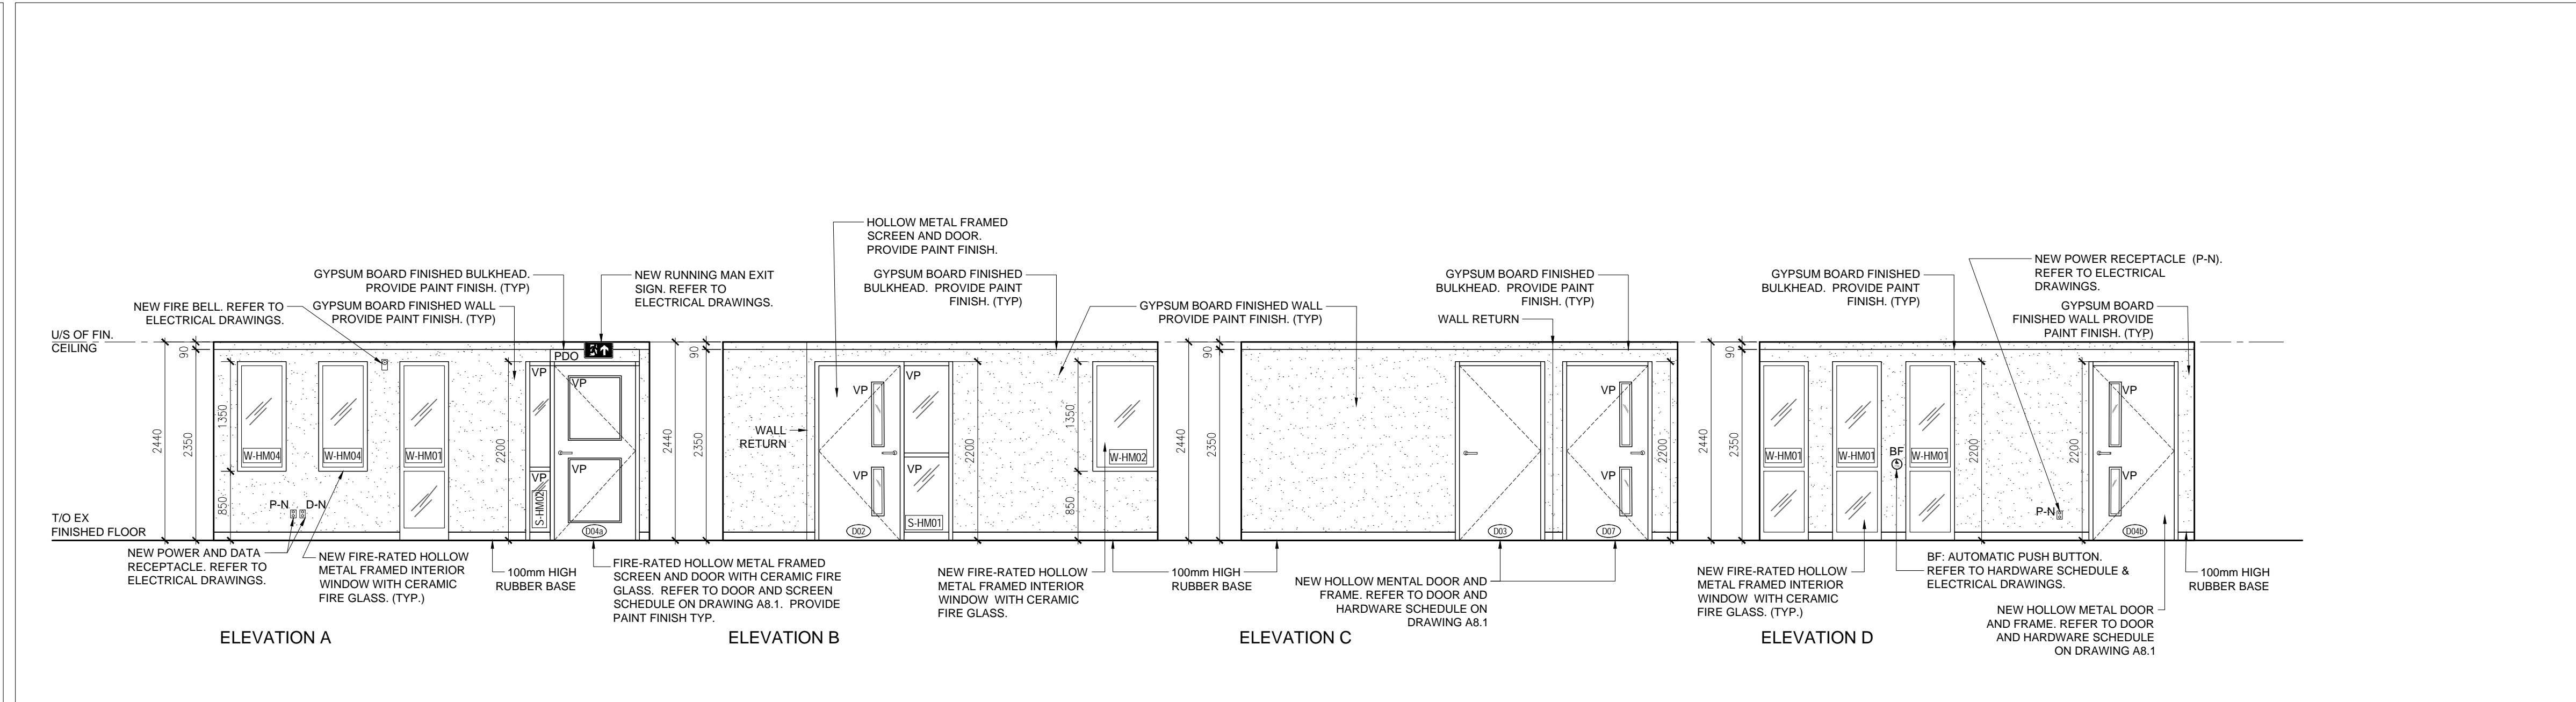 HOLLOW METAL FRAMED
SCREEN AND DOOR.
PROVIDE PAINT FINISH.
GYPSUM BOARD FINISHED BULKHEAD.
PROVIDE PAINT FINISH. (TYP)
NEW RUNNING MAN EXIT
SIGN. REFER TO
ELECTRICAL DRAWINGS.
NEW FIRE BELL. REFER TO
ELECTRICAL DRAWINGS.
GYPSUM BOARD FINISHED WALL
PROVIDE PAINT FINISH. (TYP)
GYPSUM BOARD FINISHED
BULKHEAD. PROVIDE PAINT
FINISH. (TYP)
GYPSUM BOARD FINISHED WALL
PROVIDE PAINT FINISH. (TYP)
GYPSUM BOARD FINISHED
BULKHEAD. PROVIDE PAINT
FINISH. (TYP)
WALL RETURN
GYPSUM BOARD FINISHED
BULKHEAD. PROVIDE PAINT
FINISH. (TYP)
NEW POWER RECEPTACLE (P-N).
REFER TO ELECTRICAL
DRAWINGS.
GYPSUM BOARD
FINISHED WALL PROVIDE
PAINT FINISH. (TYP)
U/S OF FIN.
CEILING
T/O EX
FINISHED FLOOR
2440
90
2350
1350
850
W-HM04
W-HM04
W-HM01
P-N
D-N
2200
PDO
VP
VP
VP
VP
S-HM02
D04a
2440
90
2350
WALL
RETURN
VP
VP
VP
VP
D02
S-HM01
2200
1350
850
W-HM02
2440
90
2350
D03
VP
VP
D07
2200
2440
90
2350
W-HM01
W-HM01
BF
W-HM01
2200
P-N
2200
VP
VP
D04b
NEW POWER AND DATA
RECEPTACLE. REFER TO
ELECTRICAL DRAWINGS.
NEW FIRE-RATED HOLLOW
METAL FRAMED INTERIOR
WINDOW WITH CERAMIC
FIRE GLASS. (TYP.)
100mm HIGH
RUBBER BASE
FIRE-RATED HOLLOW METAL FRAMED
SCREEN AND DOOR WITH CERAMIC FIRE
GLASS. REFER TO DOOR AND SCREEN
SCHEDULE ON DRAWING A8.1. PROVIDE
PAINT FINISH TYP.
NEW FIRE-RATED HOLLOW
METAL FRAMED INTERIOR
WINDOW WITH CERAMIC
FIRE GLASS.
100mm HIGH
RUBBER BASE
NEW HOLLOW MENTAL DOOR AND
FRAME. REFER TO DOOR AND
HARDWARE SCHEDULE ON
DRAWING A8.1
NEW FIRE-RATED HOLLOW
METAL FRAMED INTERIOR
WINDOW WITH CERAMIC
FIRE GLASS. (TYP.)
BF: AUTOMATIC PUSH BUTTON.
REFER TO HARDWARE SCHEDULE &
ELECTRICAL DRAWINGS.
NEW HOLLOW METAL DOOR
AND FRAME. REFER TO DOOR
AND HARDWARE SCHEDULE
ON DRAWING A8.1
100mm HIGH
RUBBER BASE
ELEVATION A
ELEVATION B
ELEVATION C
ELEVATION D